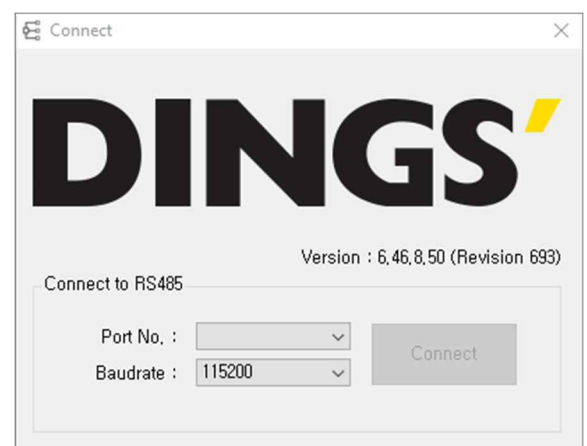 Connect
DINGS'
Version : 6,46,8,50 (Revision 693)
Connect to RS485
Port No, :
Connect
Baudrate : 115200